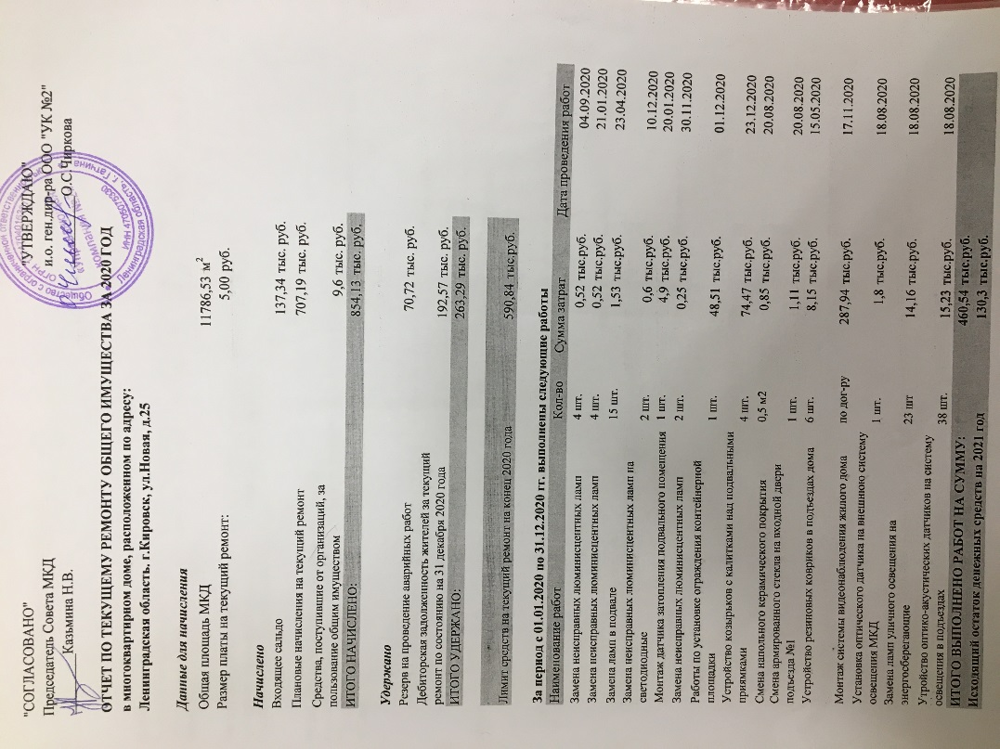 "СОГЛАСОВАНО"
Председатель Совета МКД
Казьмина Н.В.
"УТВЕРЖДАЮ"
и.о. ген.дир-ра ООО "УК №2"
О.С.Чиркова
ОТЧЕТ ПО ТЕКУЩЕМУ РЕМОНТУ ОБЩЕГО ИМУЩЕСТВА ЗА 2020 ГОД
в многоквартирном доме, расположенном по адресу:
Ленинградская область. г.Кировск, ул.Новая, д.25
Данные для начисления
Общая площадь МКД 11786,53 м2
Размер платы на текущий ремонт: 5,00 руб.
Начислено
Входящее сальдо 137,34 тыс. руб.
Плановые начисления на текущий ремонт 707,19 тыс. руб.
Средства, поступившие от организаций, за
пользование общим имуществом 9,6 тыс. руб.
ИТОГО НАЧИСЛЕНО: 854,13 тыс. руб.
Удержано
Резерв на проведение аварийных работ 70,72 тыс. руб.
Дебиторская задолженность жителей за текущий
ремонт по состоянию на 31 декабря 2020 года 192,57 тыс. руб.
ИТОГО УДЕРЖАНО: 263,29 тыс. руб.
Лимит средств на текущий ремонт на конец 2020 года 590,84 тыс.руб.
За период с 01.01.2020 по 31.12.2020 гг. выполнены следующие работы
Наименование работ Кол-во Сумма затрат Дата проведения работ
Замена неисправных люминисцентных ламп 4 шт. 0,52 тыс.руб. 04.09.2020
Замена неисправных люминисцентных ламп 4 шт. 0,52 тыс.руб. 21.01.2020
Замена ламп в подвале 15 шт. 1,53 тыс.руб. 23.04.2020
Замена неисправных люминисцентных ламп на
светодиодные 2 шт. 0,6 тыс.руб. 10.12.2020
Монтаж датчика затопления подвального помещения 1 шт. 4,9 тыс.руб. 20.01.2020
Замена неисправных люминисцентных ламп 2 шт. 0,25 тыс.руб. 30.11.2020
Работы по установке ограждения контейнерной
площадки 1 шт. 48,51 тыс.руб. 01.12.2020
Устройство козырьков с калитками над подвальными
приямками 4 шт. 74,47 тыс.руб. 23.12.2020
Смена напольного керамического покрытия 0,5 м2 0,85 тыс.руб. 20.08.2020
Смена армированного стекла на входной двери
подъезда №1 1 шт. 1,11 тыс.руб. 20.08.2020
Устройство резиновых ковриков в подъездах дома 6 шт. 8,15 тыс.руб. 15.05.2020
Монтаж системы видеонаблюдения жилого дома по дог-ру 287,94 тыс.руб. 17.11.2020
Установка оптического датчика на внешнюю систему
освещения МКД 1 шт. 1,8 тыс.руб. 18.08.2020
Замена ламп уличного освещения на
энергосберегающие 23 шт 14,16 тыс.руб. 18.08.2020
Утройство оптико-акустических датчиков на систему
освещения в подъездах 38 шт. 15,23 тыс.руб. 18.08.2020
ИТОГО ВЫПОЛНЕНО РАБОТ НА СУММУ: 460,54 тыс.руб.
Исходящий остаток денежных средств на 2021 год 130,3 тыс.руб.